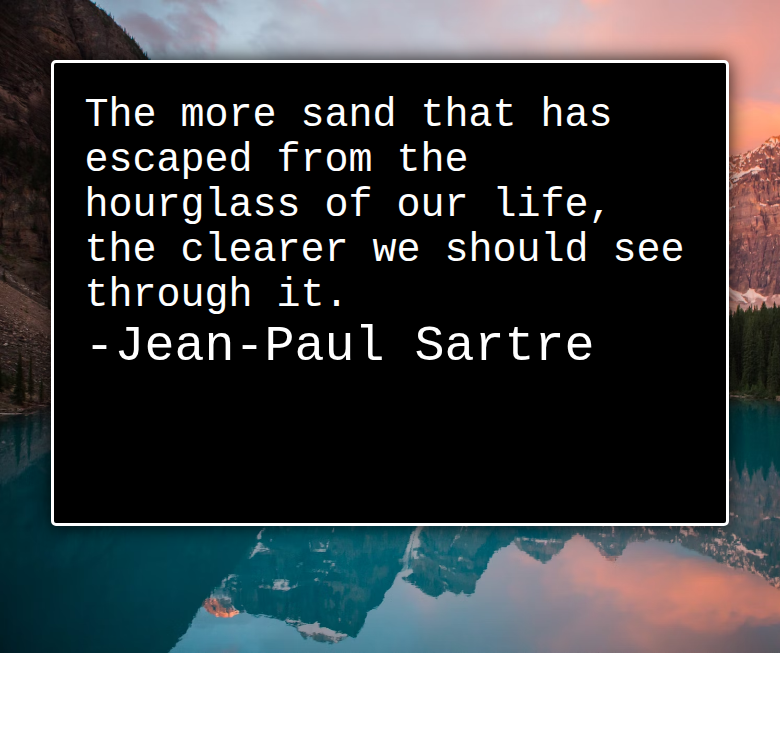 The more sand that has
escaped from the
hourglass of our life,
the clearer we should see
through it.
-Jean-Paul Sartre